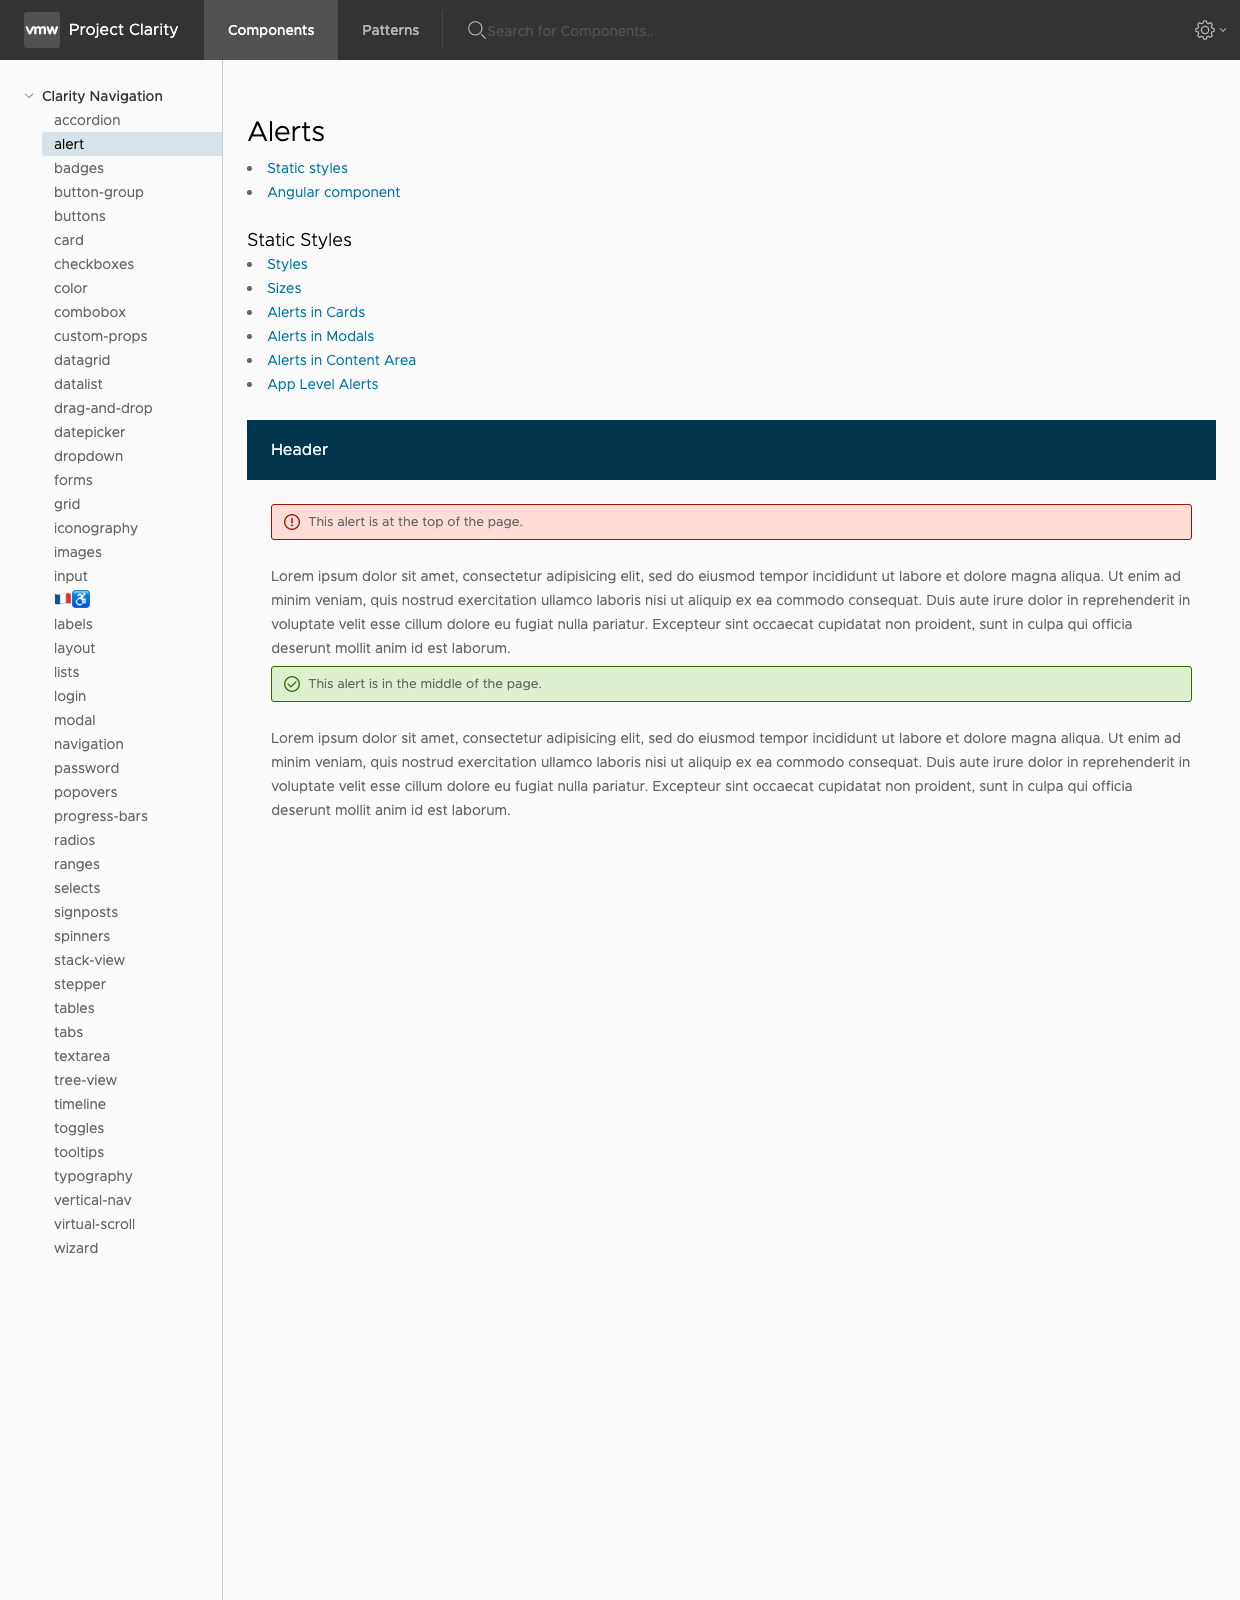 vmw Project Clarity Components Patterns Search for Components..
Clarity Navigation
accordion
alert
badges
button-group
buttons
card
checkboxes
color
combobox
custom-props
datagrid
datalist
drag-and-drop
datepicker
dropdown
forms
grid
iconography
images
input
🇫🇷♿
labels
layout
lists
login
modal
navigation
password
popovers
progress-bars
radios
ranges
selects
signposts
spinners
stack-view
stepper
tables
tabs
textarea
tree-view
timeline
toggles
tooltips
typography
vertical-nav
virtual-scroll
wizard
Alerts
Static styles
Angular component
Static Styles
Styles
Sizes
Alerts in Cards
Alerts in Modals
Alerts in Content Area
App Level Alerts
Header
This alert is at the top of the page.
Lorem ipsum dolor sit amet, consectetur adipisicing elit, sed do eiusmod tempor incididunt ut labore et dolore magna aliqua. Ut enim ad
minim veniam, quis nostrud exercitation ullamco laboris nisi ut aliquip ex ea commodo consequat. Duis aute irure dolor in reprehenderit in
voluptate velit esse cillum dolore eu fugiat nulla pariatur. Excepteur sint occaecat cupidatat non proident, sunt in culpa qui officia
deserunt mollit anim id est laborum.
This alert is in the middle of the page.
Lorem ipsum dolor sit amet, consectetur adipisicing elit, sed do eiusmod tempor incididunt ut labore et dolore magna aliqua. Ut enim ad
minim veniam, quis nostrud exercitation ullamco laboris nisi ut aliquip ex ea commodo consequat. Duis aute irure dolor in reprehenderit in
voluptate velit esse cillum dolore eu fugiat nulla pariatur. Excepteur sint occaecat cupidatat non proident, sunt in culpa qui officia
deserunt mollit anim id est laborum.